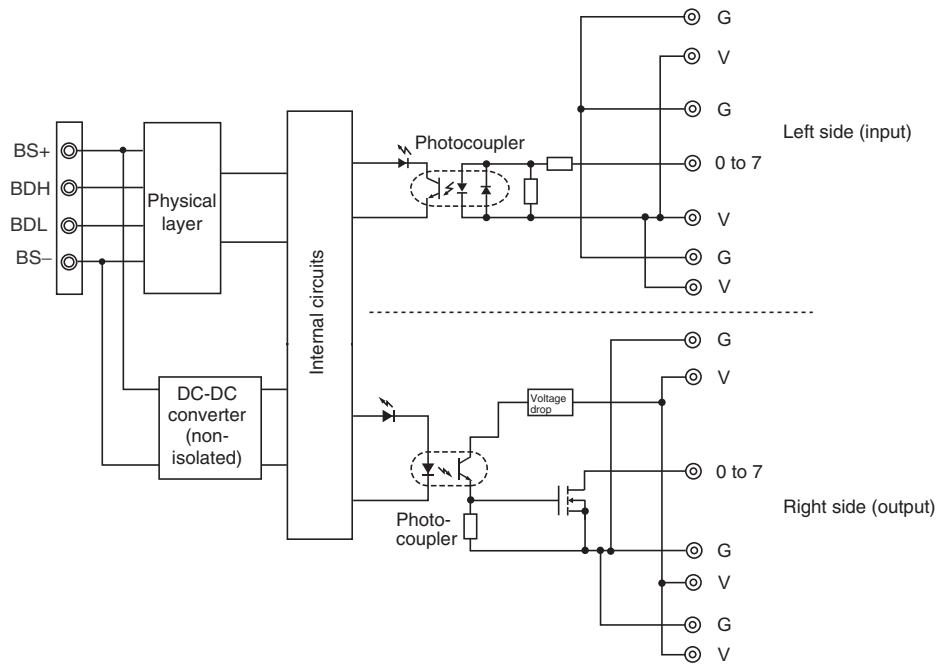 G
V
G
Left side (input)
Photocoupler
0 to 7
V
G
V
BS+
BDH
BDL
BS–
Physical
layer
Internal circuits
DC-DC
converter
(non-
isolated)
G
V
Voltage
drop
0 to 7
Right side (output)
Photo-
coupler
G
V
G
V